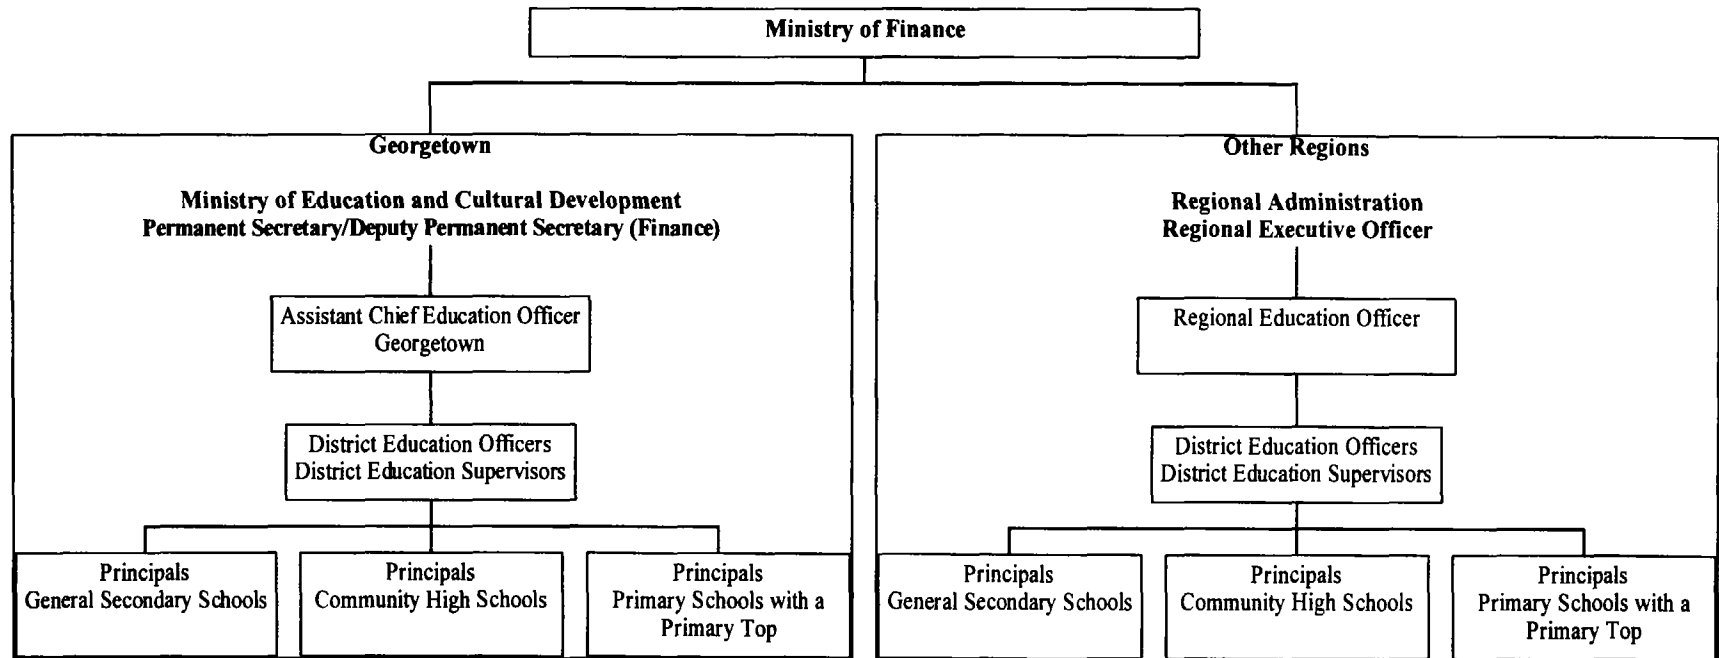 Ministry of Finance
Georgetown
Ministry of Education and Cultural Development
Permanent Secretary/Deputy Permanent Secretary (Finance)
Assistant Chief Education Officer
Georgetown
District Education Officers
District Education Supervisors
Principals
General Secondary Schools
Principals
Community High Schools
Principals
Primary Schools with a
Primary Top
Other Regions
Regional Administration
Regional Executive Officer
Regional Education Officer
District Education Officers
District Education Supervisors
Principals
General Secondary Schools
Principals
Community High Schools
Principals
Primary Schools with a
Primary Top